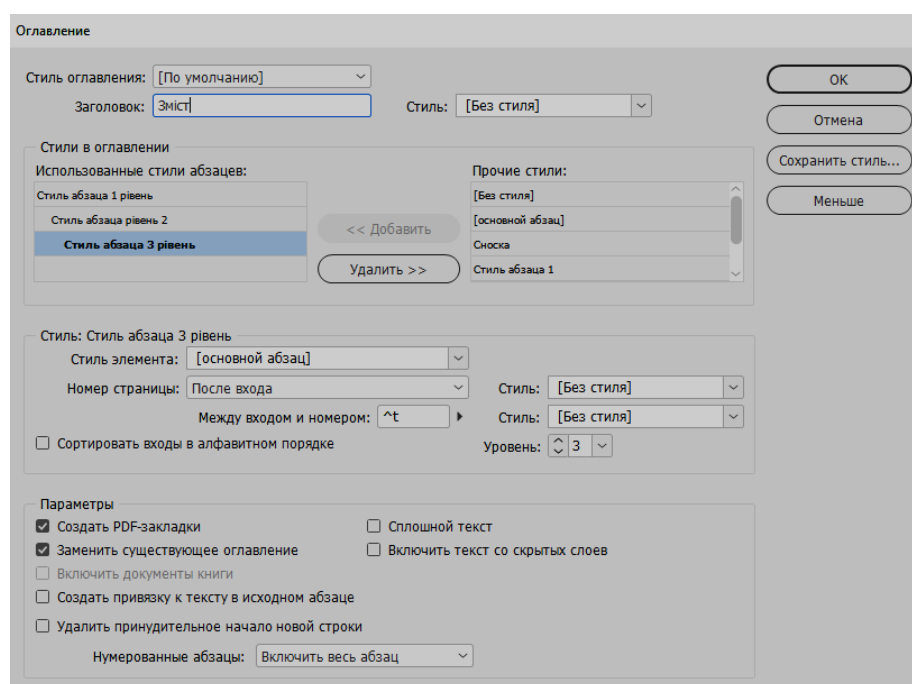 Оглавление
Стиль оглавления: [По умолчанию]
Заголовок: Зміст Стиль: [Без стиля]
OK
Отмена
Сохранить стиль...
Меньше
Стили в оглавлении
Использованные стили абзацев: Прочие стили:
Стиль абзаца 1 рівень
Стиль абзаца рівень 2
Стиль абзаца 3 рівень
<< Добавить
Удалить >>
[Без стиля]
[основной абзац]
Сноска
Стиль абзаца 1
Стиль: Стиль абзаца 3 рівень
Стиль элемента: [основной абзац]
Номер страницы: После входа Стиль: [Без стиля]
Между входом и номером: ^t Стиль: [Без стиля]
Сортировать входы в алфавитном порядке Уровень: 3
Параметры
Создать PDF-закладки Сплошной текст
Заменить существующее оглавление Включить текст со скрытых слоев
Включить документы книги
Создать привязку к тексту в исходном абзаце
Удалить принудительное начало новой строки
Нумерованные абзацы: Включить весь абзац